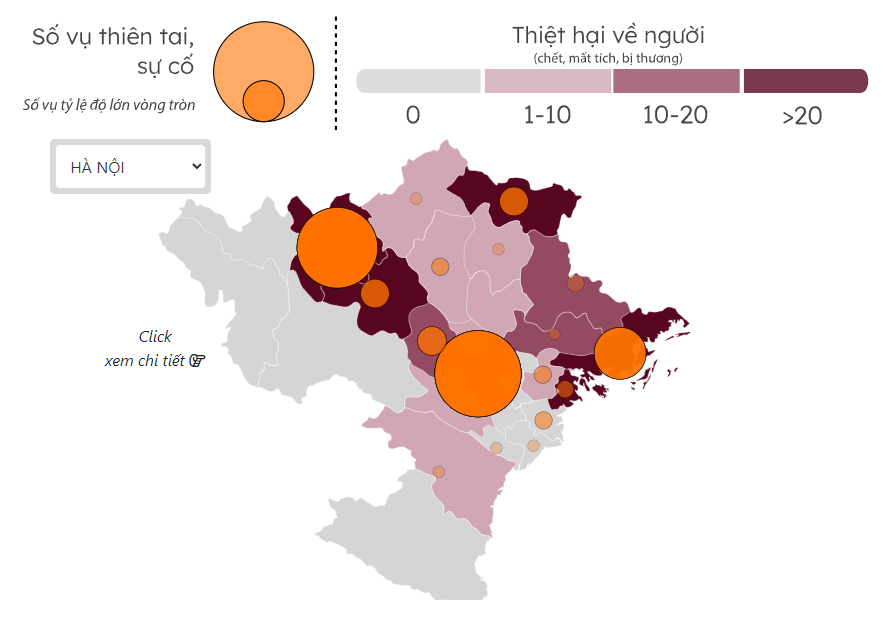 Số vụ thiên tai,
sự cố
Số vụ tỷ lệ độ lớn vòng tròn
Thiệt hại về người
(chết, mất tích, bị thương)
0
1-10
10-20
>20
HÀ NỘI
Click
xem chi tiết